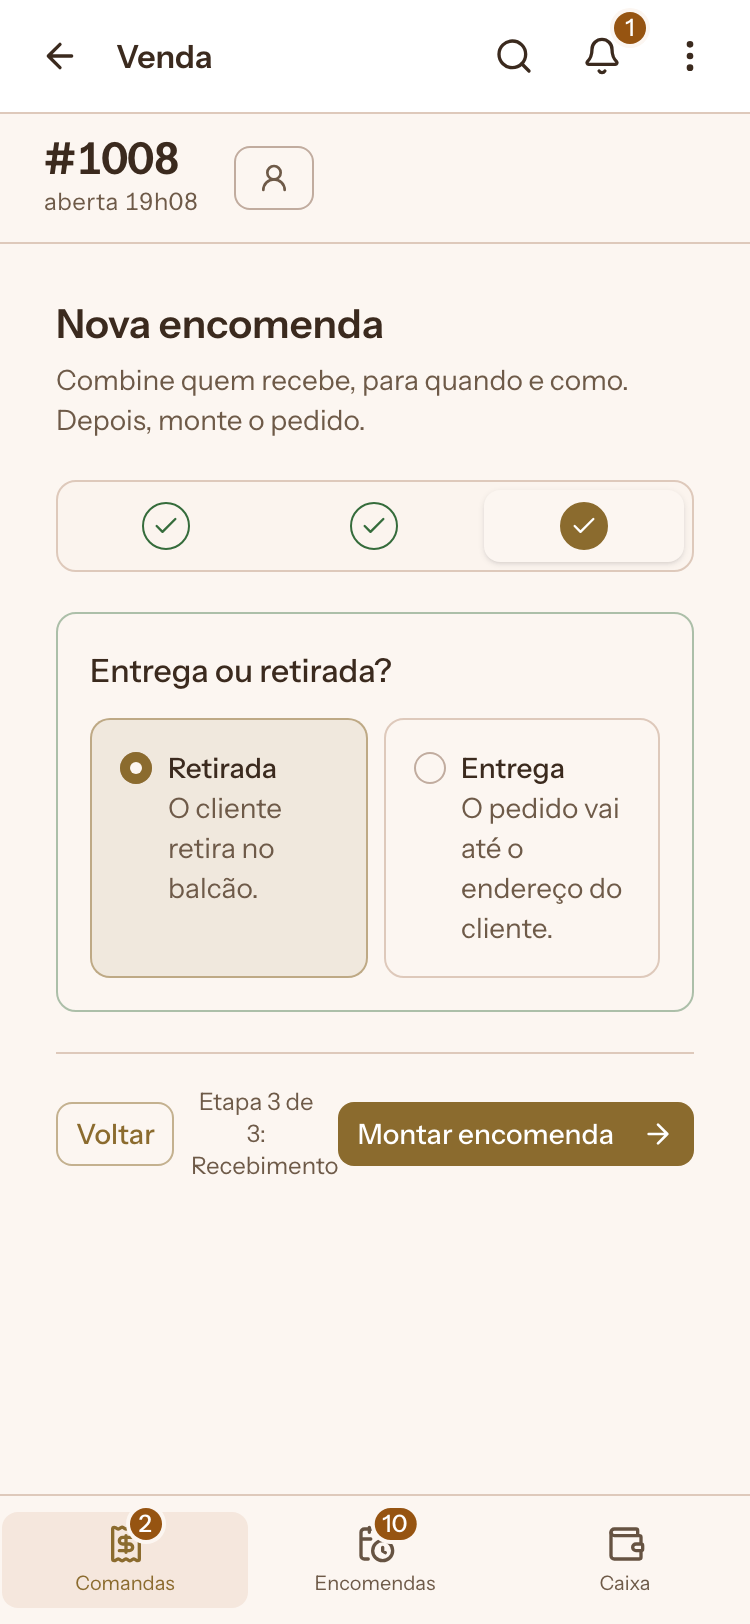 Venda
1
#1008
aberta 19h08
Nova encomenda
Combine quem recebe, para quando e como.
Depois, monte o pedido.
Entrega ou retirada?
Retirada
O cliente
retira no
balcão.
Entrega
O pedido vai
até o
endereço do
cliente.
Voltar
Etapa 3 de
3:
Recebimento
Montar encomenda
2
Comandas
10
Encomendas
Caixa